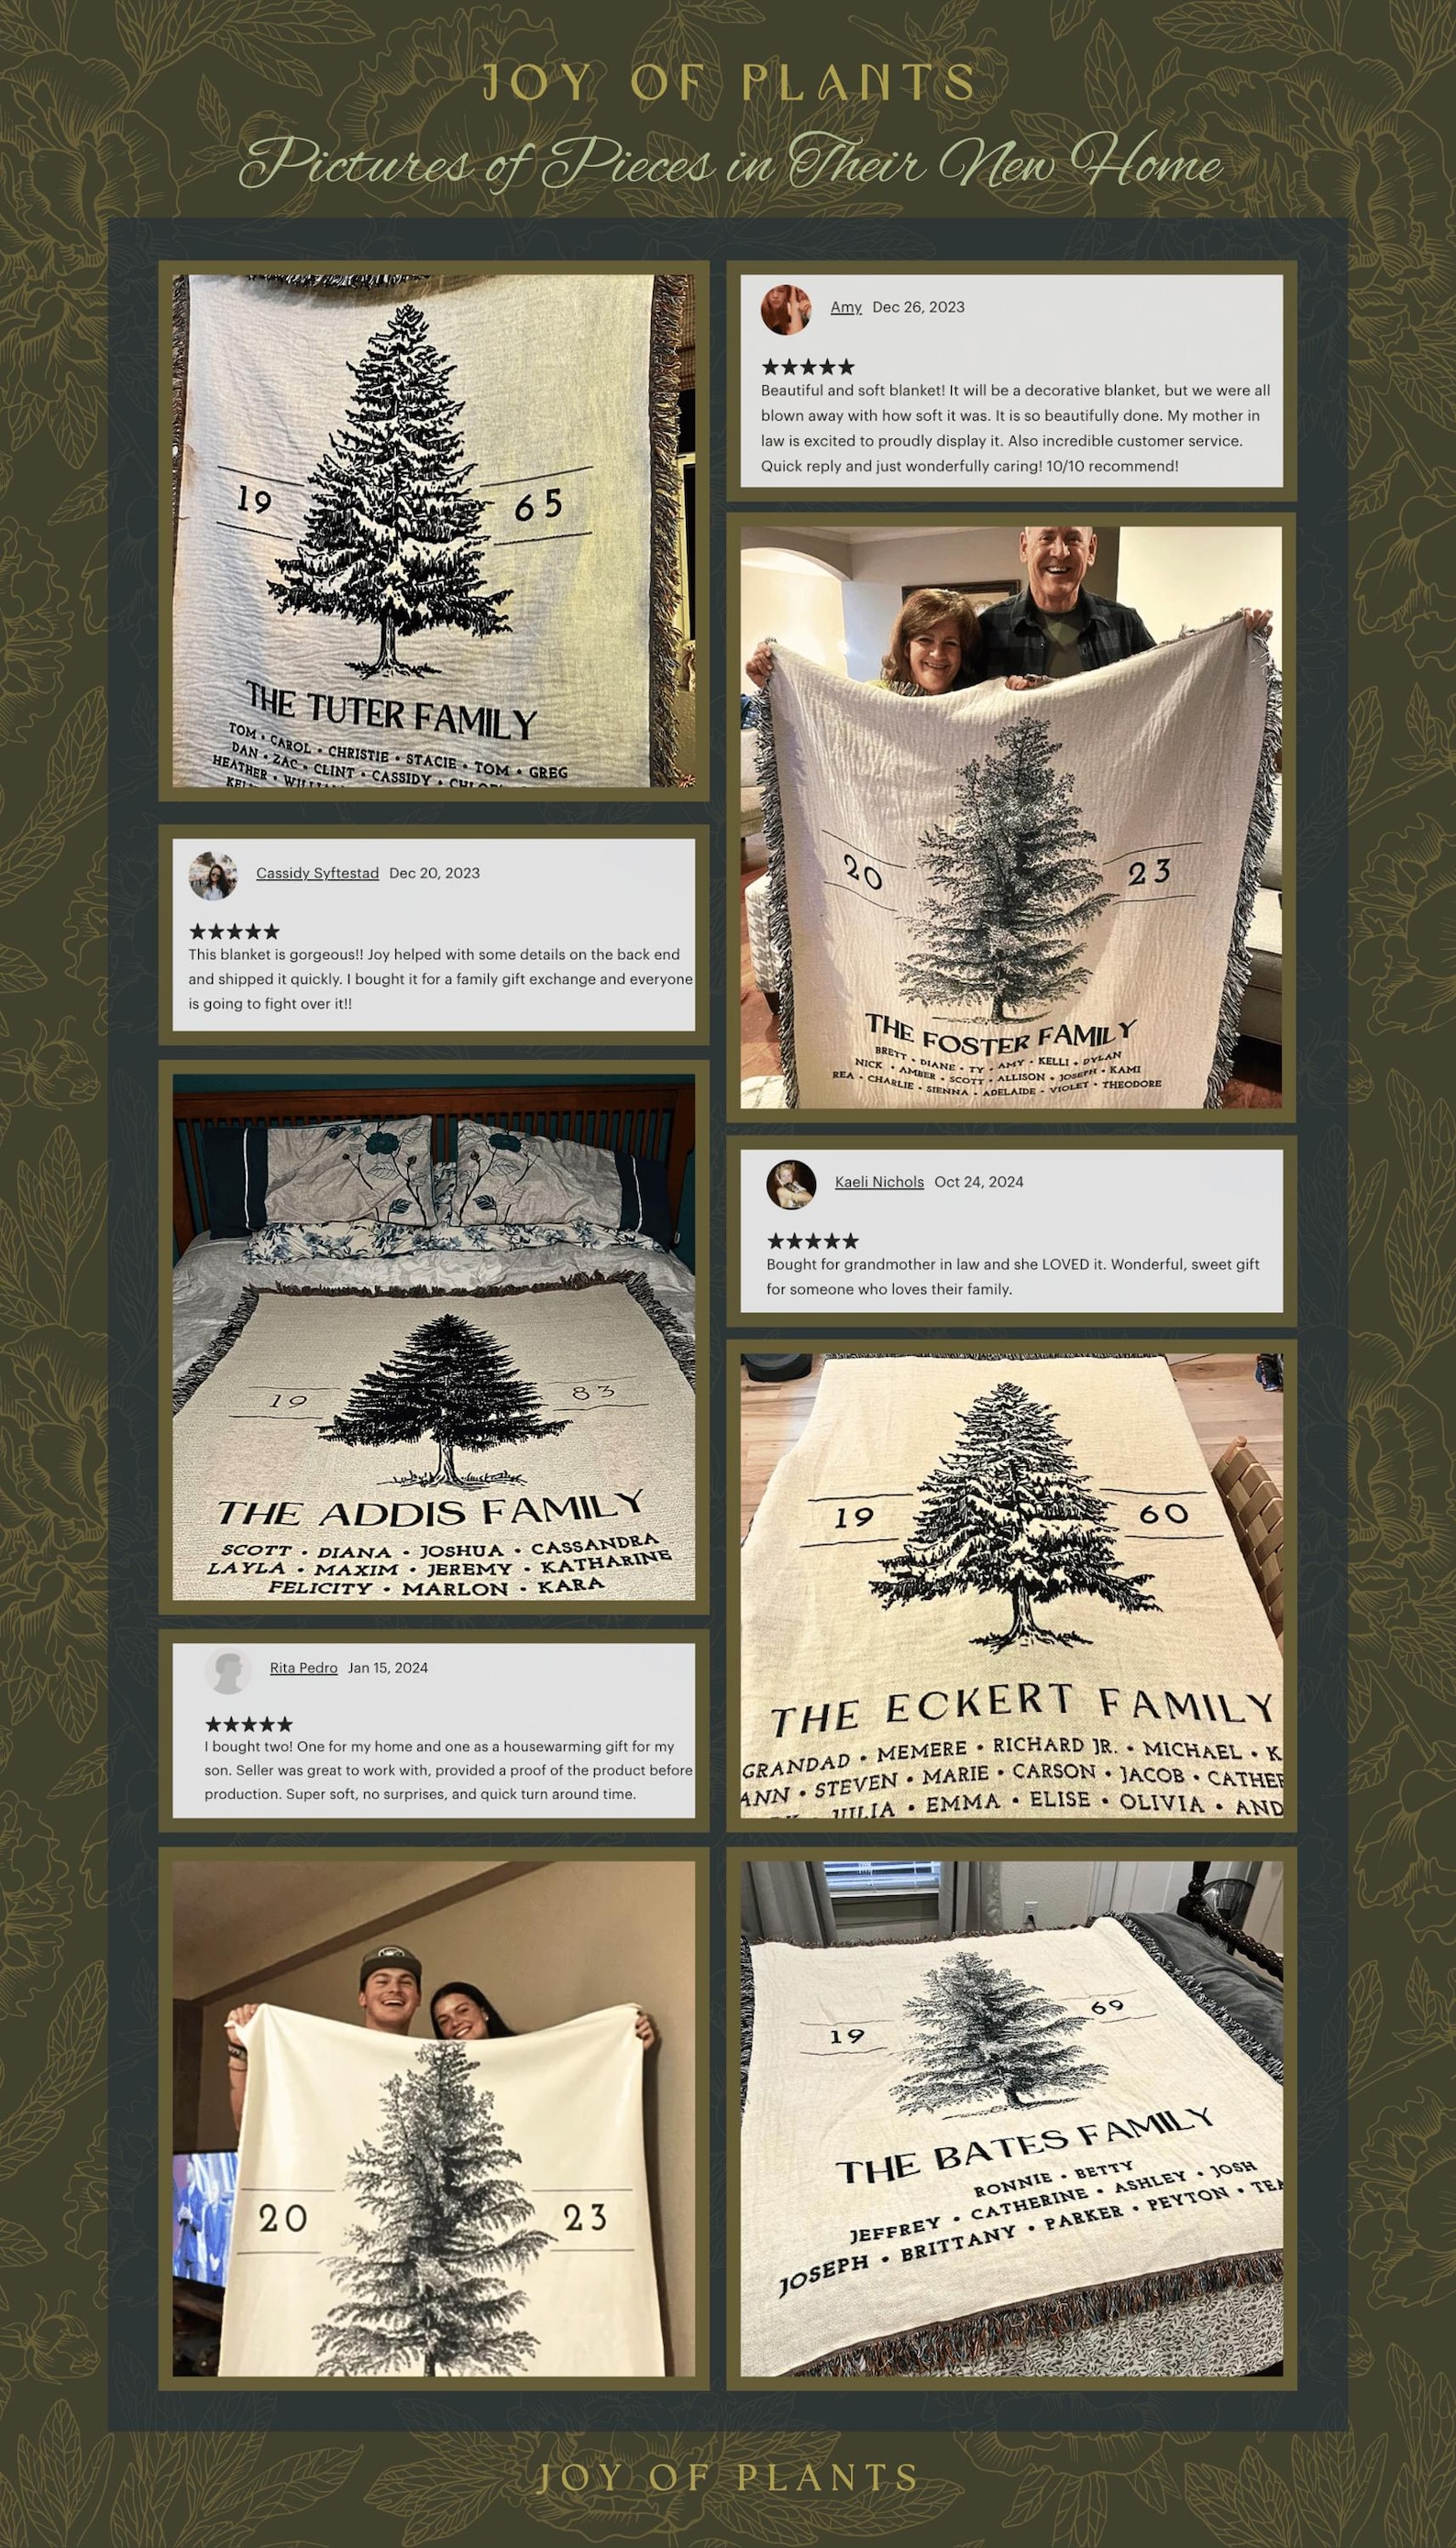 JOY OF PLANTS
Pictures of Pieces in Their New Home
19
65
THE TUTER FAMILY
TOM • CAROL • CHRISTIE • STACIE • TOM • GREG
DAN • ZAC • CLINT • CASSIDY •
HEATHER •
Cassidy Syftestad Dec 20, 2023
★★★★★
This blanket is gorgeous!! Joy helped with some details on the back end
and shipped it quickly. I bought it for a family gift exchange and everyone
is going to fight over it!!
19
83
THE ADDIS FAMILY
SCOTT • DIANA • JOSHUA • CASSANDRA
LAYLA • MAXIM • JEREMY • KATHARINE
FELICITY • MARLON • KARA
Rita Pedro Jan 15, 2024
★★★★★
I bought two! One for my home and one as a housewarming gift for my
son. Seller was great to work with, provided a proof of the product before
production. Super soft, no surprises, and quick turn around time.
20
23
Amy Dec 26, 2023
★★★★★
Beautiful and soft blanket! It will be a decorative blanket, but we were all
blown away with how soft it was. It is so beautifully done. My mother in
law is excited to proudly display it. Also incredible customer service.
Quick reply and just wonderfully caring! 10/10 recommend!
20
23
THE FOSTER FAMILY
BRETT • DIANE • TY • AMY • KELLI • DYLAN
NICK • AMBER • SCOTT • ALLISON • JOSEPH • KAMI
REA • CHARLIE • SIENNA • ADELAIDE • VIOLET • THEODORE
Kaeli Nichols Oct 24, 2024
★★★★★
Bought for grandmother in law and she LOVED it. Wonderful, sweet gift
for someone who loves their family.
19
60
THE ECKERT FAMILY
GRANDAD • MEMERE • RICHARD JR. • MICHAEL • K
ANN • STEVEN • MARIE • CARSON • JACOB • CATHER
JULIA • EMMA • ELISE • OLIVIA • AND
19
69
THE BATES FAMILY
RONNIE • BETTY
JEFFREY • CATHERINE • ASHLEY • JOSH
JOSEPH • BRITTANY • PARKER • PEYTON • TEA
JOY OF PLANTS